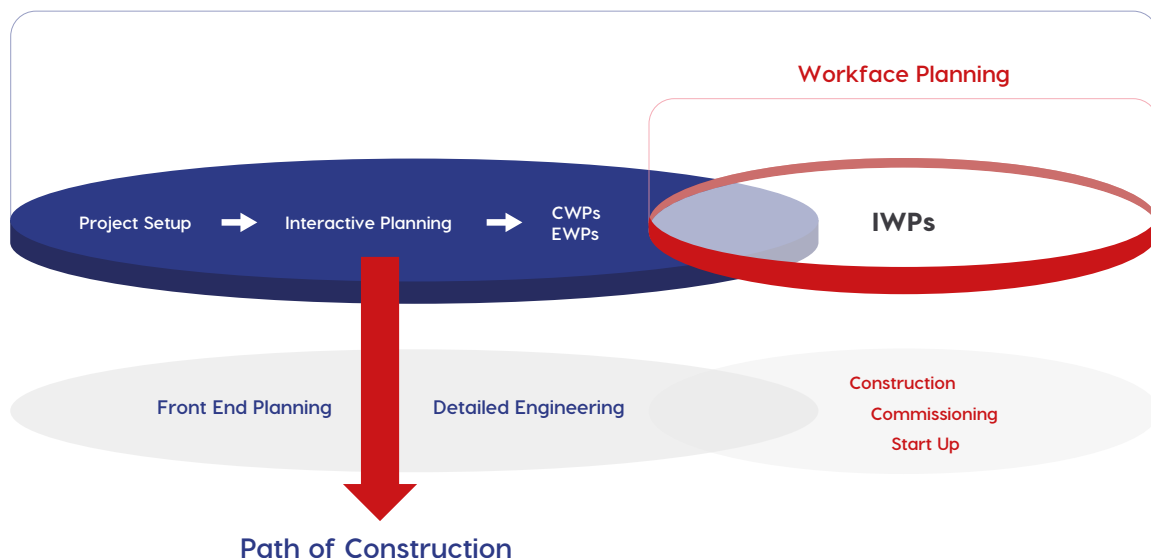 Workface Planning
Project Setup
Interactive Planning
CWPs
EWPs
IWPs
Front End Planning
Detailed Engineering
Construction
Commissioning
Start Up
Path of Construction